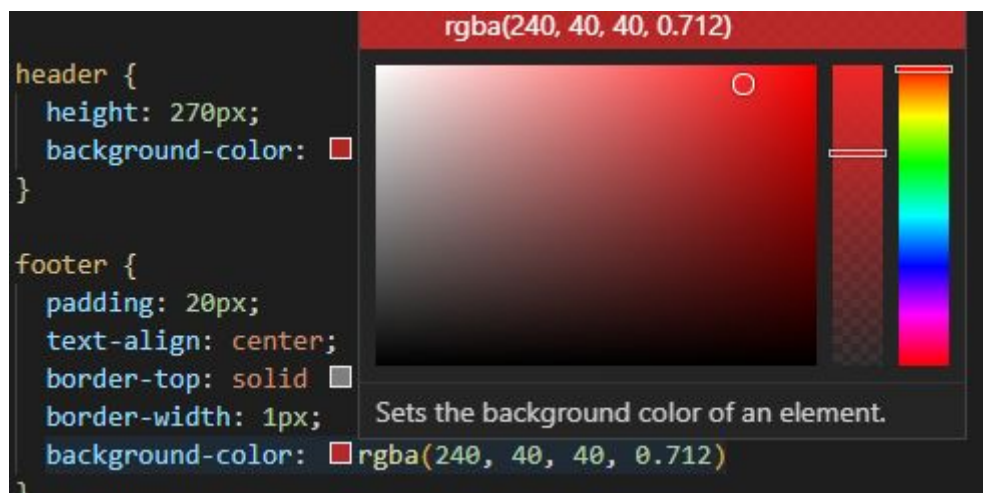 rgba(240, 40, 40, 0.712)
header {
height: 270px;
background-color:
}
footer {
padding: 20px;
text-align: center;
border-top: solid
border-width: 1px;
Sets the background color of an element.
background-color: rgba(240, 40, 40, 0.712)
}